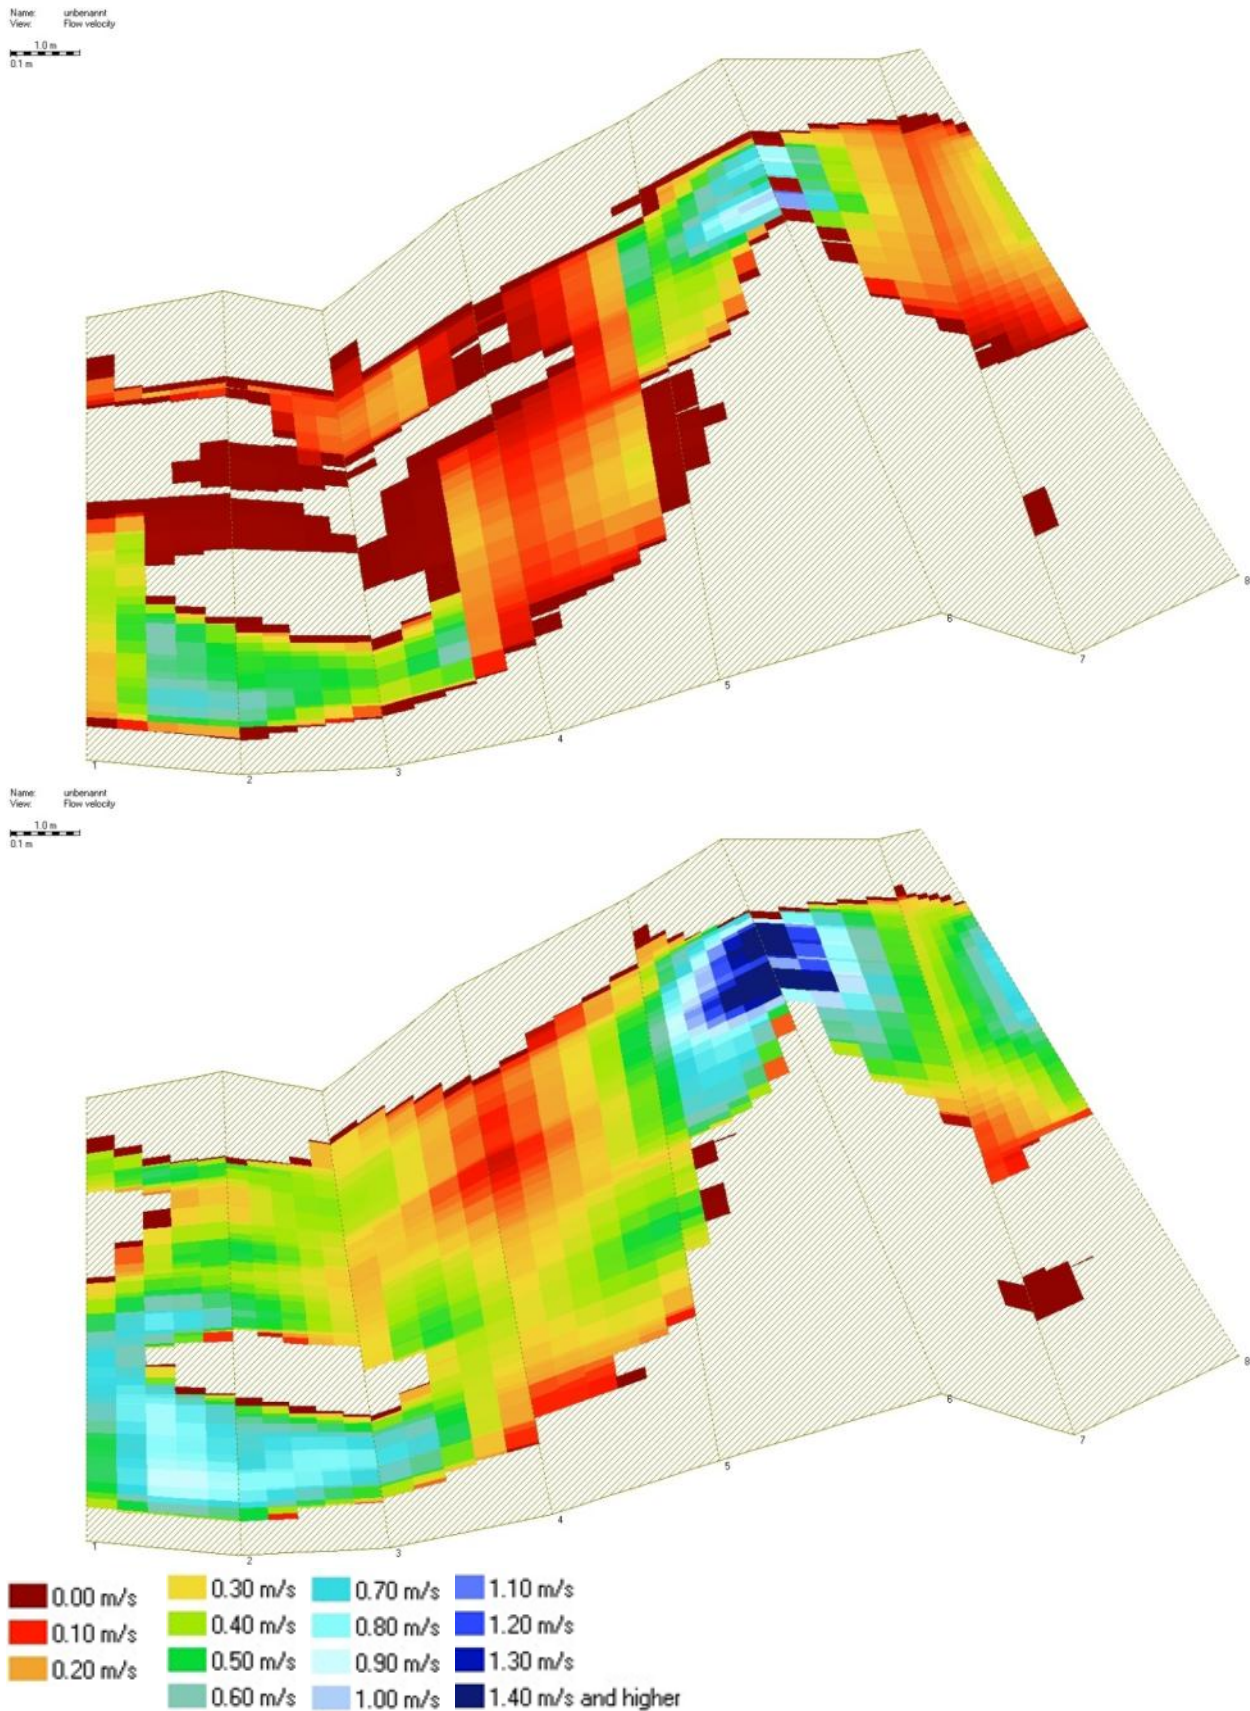 Name: unbenannt
View: Flow velocity
1.0 m
0.1 m
8
6
7
5
4
1
2
3
Name: unbenannt
View: Flow velocity
1.0 m
0.1 m
8
6
7
5
4
1
2
3
0.00 m/s 0.30 m/s 0.70 m/s 1.10 m/s
0.10 m/s 0.40 m/s 0.80 m/s 1.20 m/s
0.20 m/s 0.50 m/s 0.90 m/s 1.30 m/s
0.60 m/s 1.00 m/s 1.40 m/s and higher